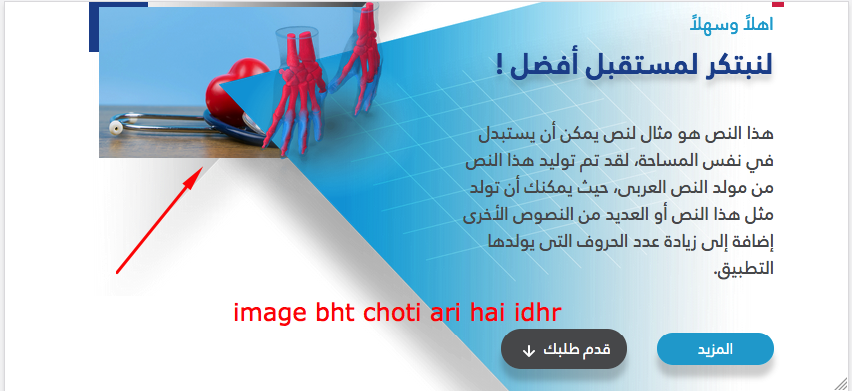 اهلاً وسهلاً
لنبتكر لمستقبل أفضل !
هذا النص هو مثال لنص يمكن أن يستبدل
في نفس المساحة، لقد تم توليد هذا النص
من مولد النص العربى، حيث يمكنك أن تولد
مثل هذا النص أو العديد من النصوص الأخرى
إضافة إلى زيادة عدد الحروف التى يولدها
التطبيق.
image bht choti ari hai idhr
المزيد
قدم طلبك